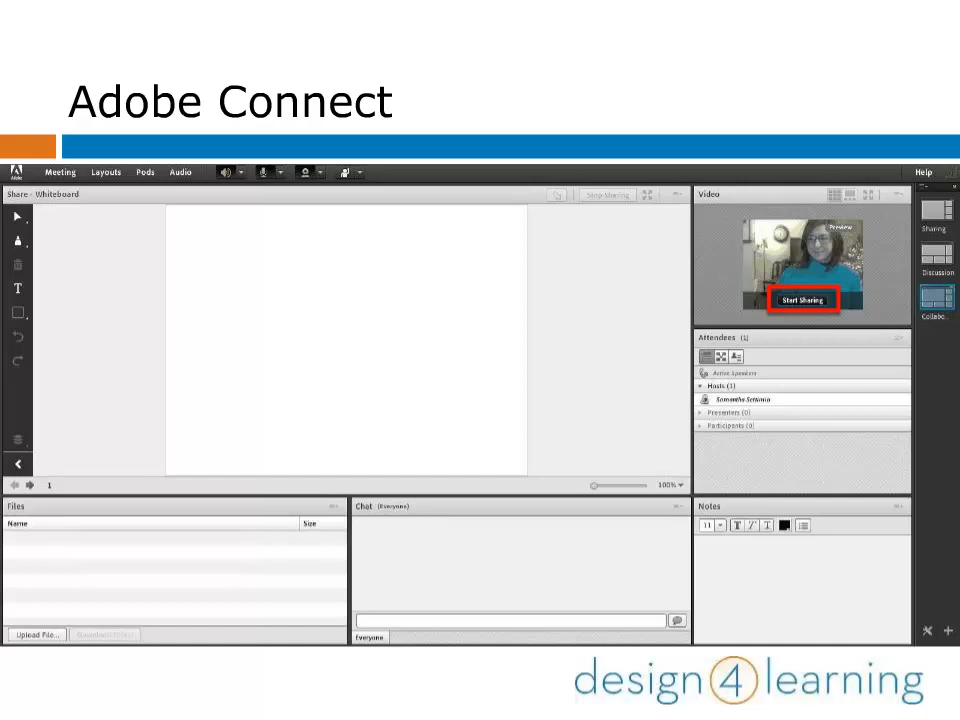 Adobe Connect
Adobe
Meeting Layouts Pods Audio Help
Share - Whiteboard
Stop Sharing
Video
Preview
Start Sharing
Sharing
Discussion
Collabo...
Attendees (1)
Active Speakers
Hosts (1)
Samantha Settimio
Presenters (0)
Participants (0)
T
1
100%
Files
Name Size
Upload File...
Chat (Everyone)
Everyone
Notes
11 T T T
design 4 learning